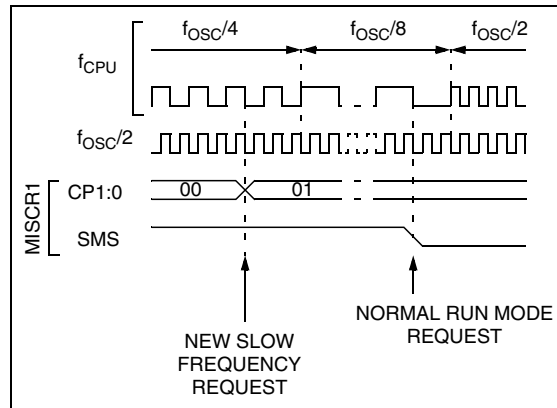 fOSC/4 fOSC/8 fOSC/2
fCPU
fOSC/2
MISCR1
CP1:0 00 01
SMS
NEW SLOW
FREQUENCY
REQUEST
NORMAL RUN MODE
REQUEST